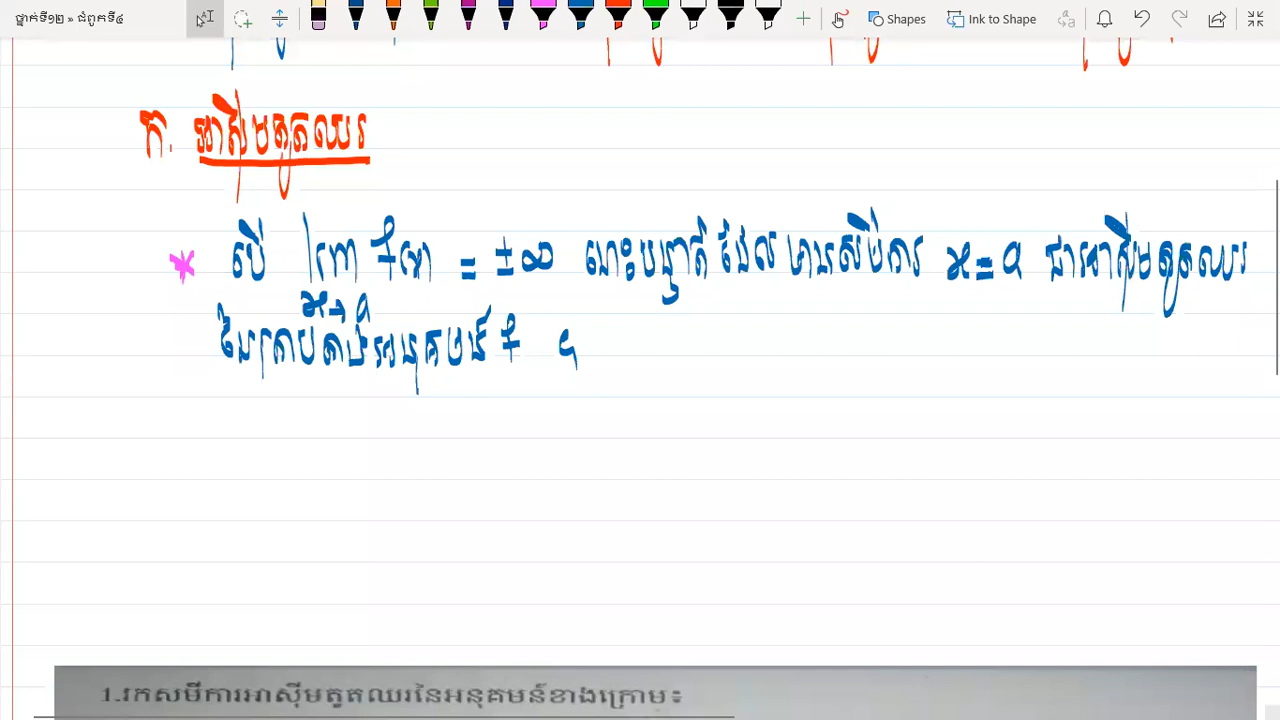 ថ្នាក់ទី១២ » ជំពូកទី៤
Shapes
Ink to Shape
ក. អាស៊ីមតូតឈរ
* បើ lim f(x) = ±∞ នោះបន្ទាត់ ដែល មានសមីការ x = a ជាអាស៊ីមតូតឈរ
x→a
នៃក្រាបតាងអនុគមន៍ f ។
1.រកសមីការអាស៊ីមតូតឈរនៃអនុគមន៍ខាងក្រោម៖